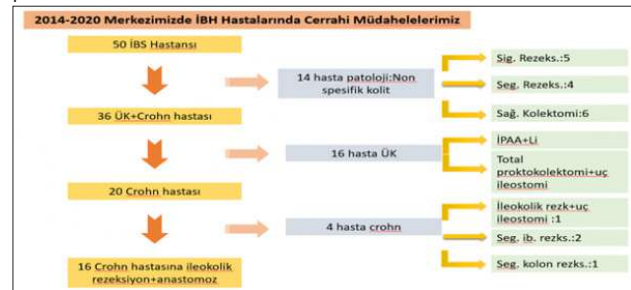 2014-2020 Merkezimizde İBH Hastalarında Cerrahi Müdahelelerimiz
50 İBS Hastansı
14 hasta patoloji:Non
spesifik kolit
Sig. Rezeks.:5
Seg. Rezeks.:4
Sağ. Kolektomi:6
36 ÜK+Crohn hastası
16 hasta ÜK
İPAA+Li
Total
proktokolektomi+uç
ileostomi
20 Crohn hastası
4 hasta crohn
İleokolik rezk+uç
ileostomi :1
Seg. ib. rezks.:2
Seg. kolon rezks.:1
16 Crohn hastasına ileokolik
rezeksiyon+anastomoz